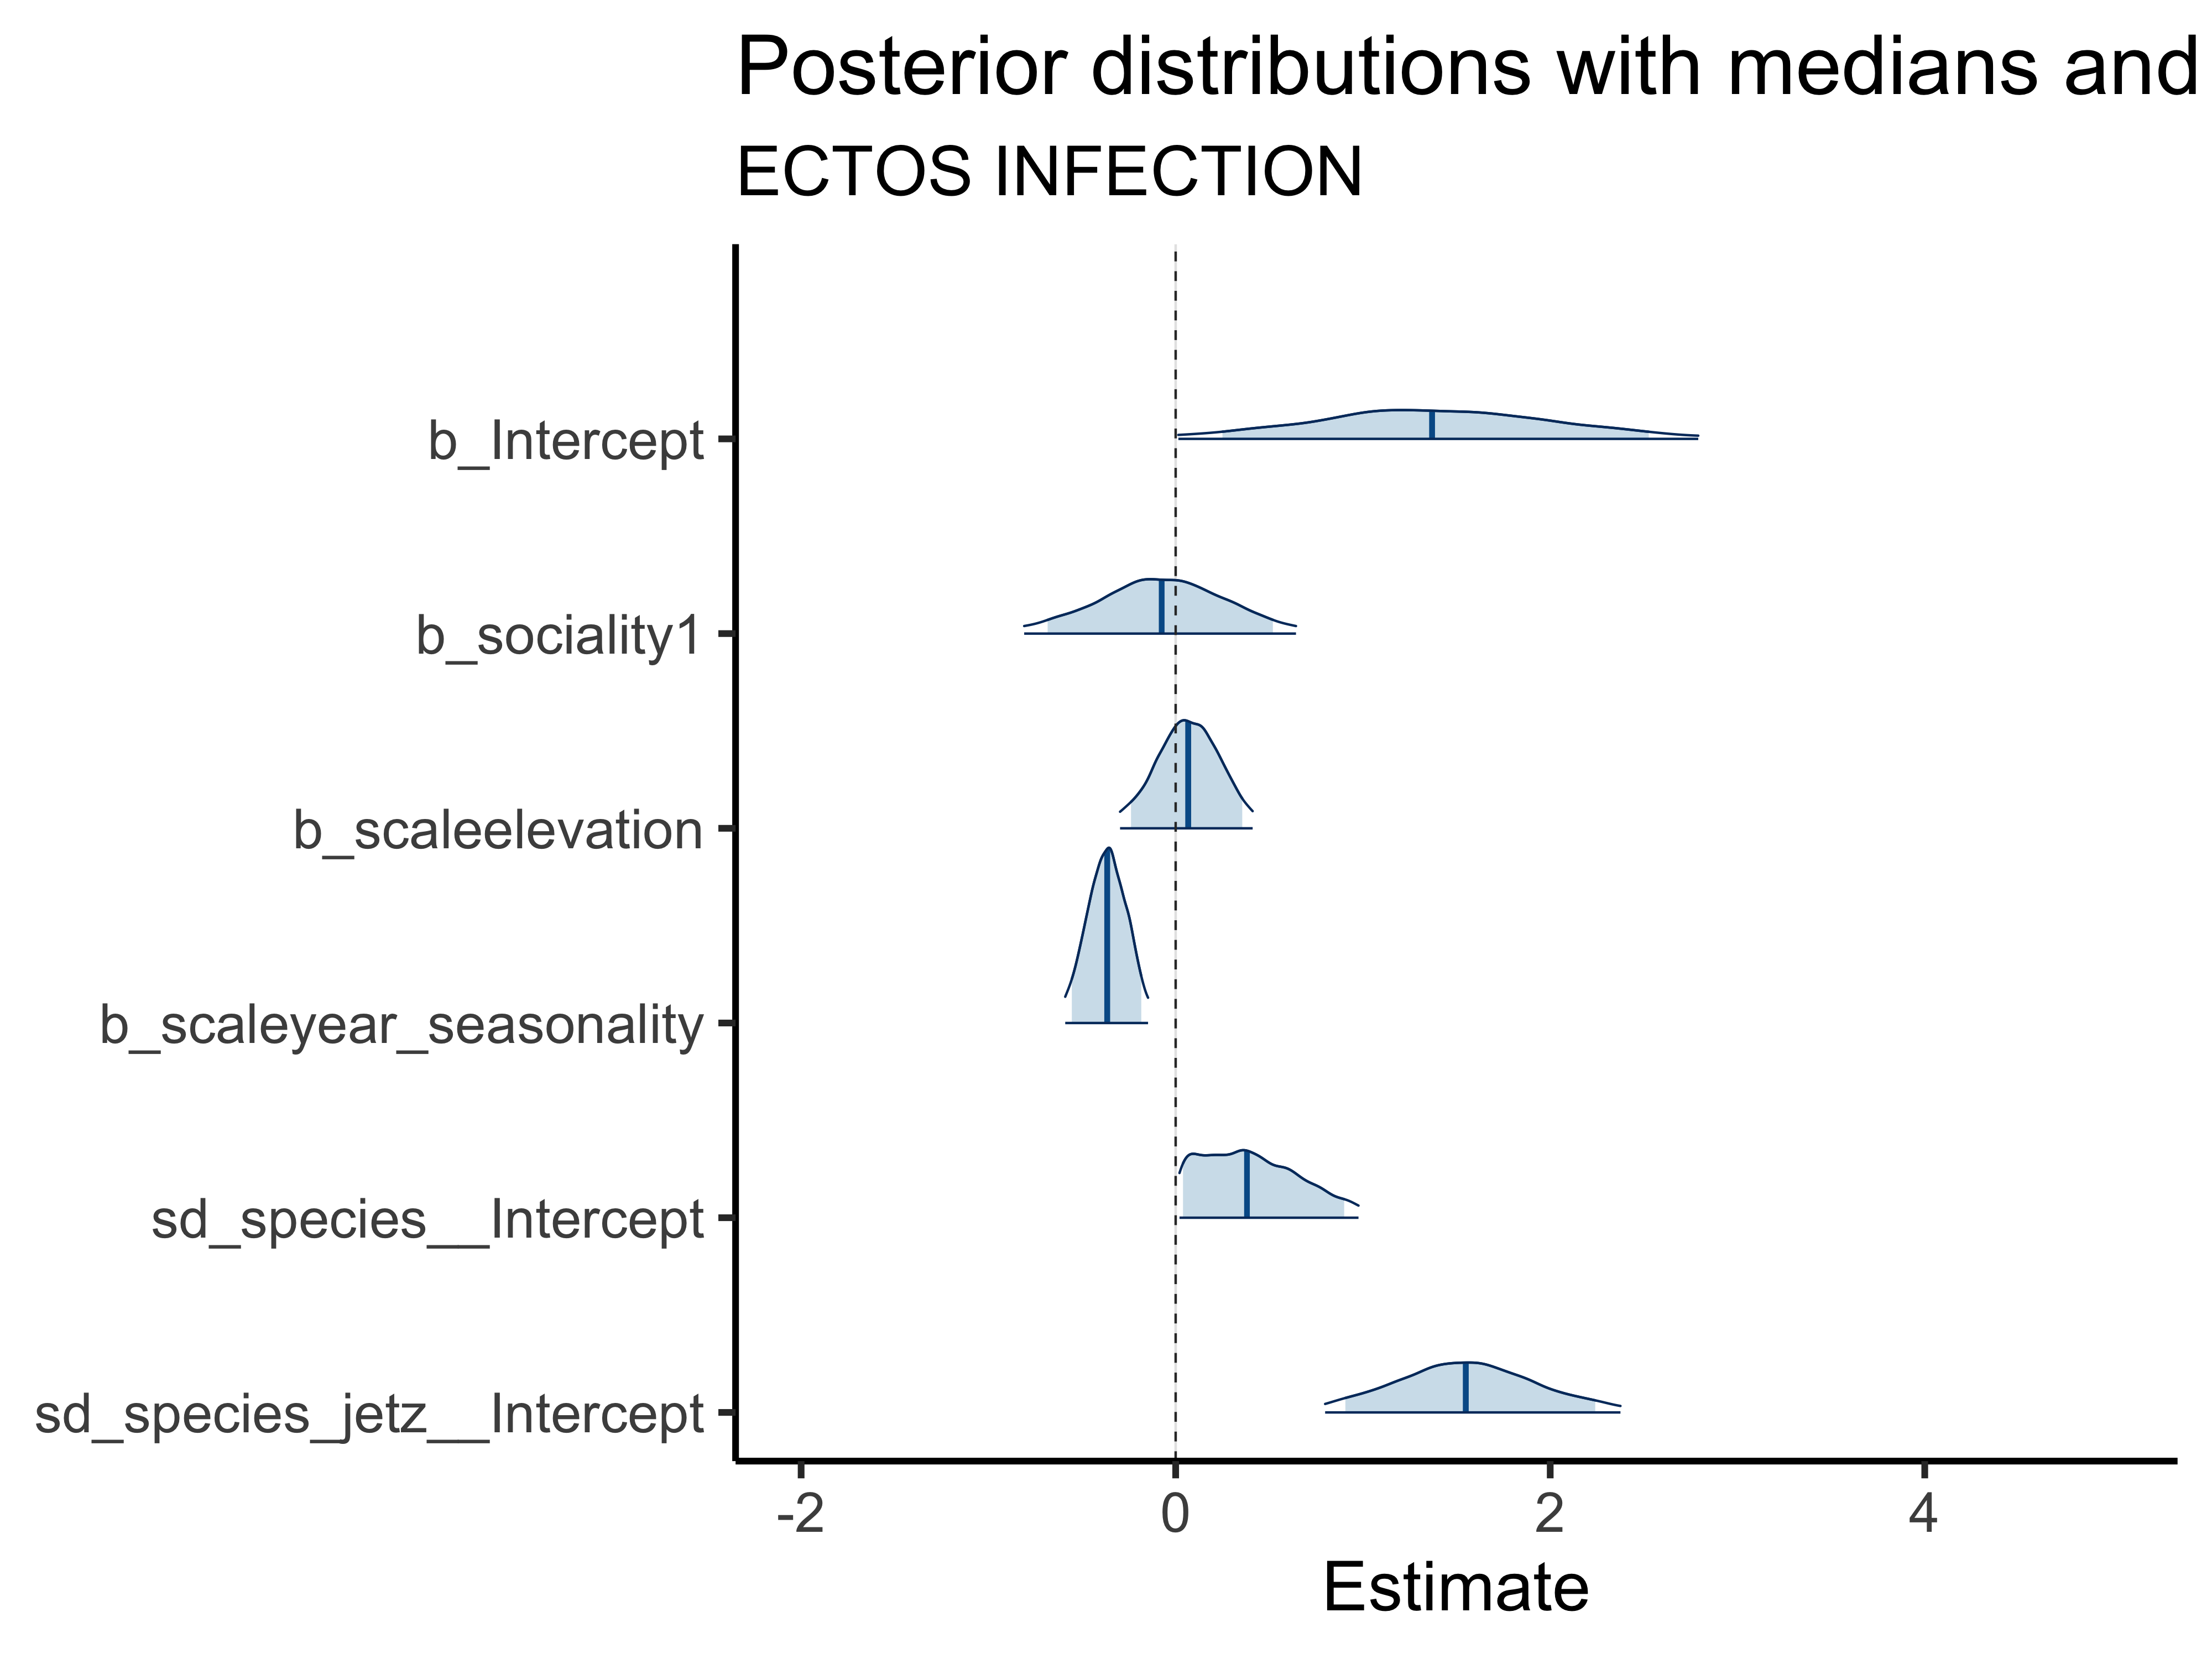 Posterior distributions with medians and
ECTOS INFECTION
b_Intercept
b_sociality1
b_scaleelevation
b_scaleyear_seasonality
sd_species__Intercept
sd_species_jetz__Intercept
-2 0 2 4
Estimate